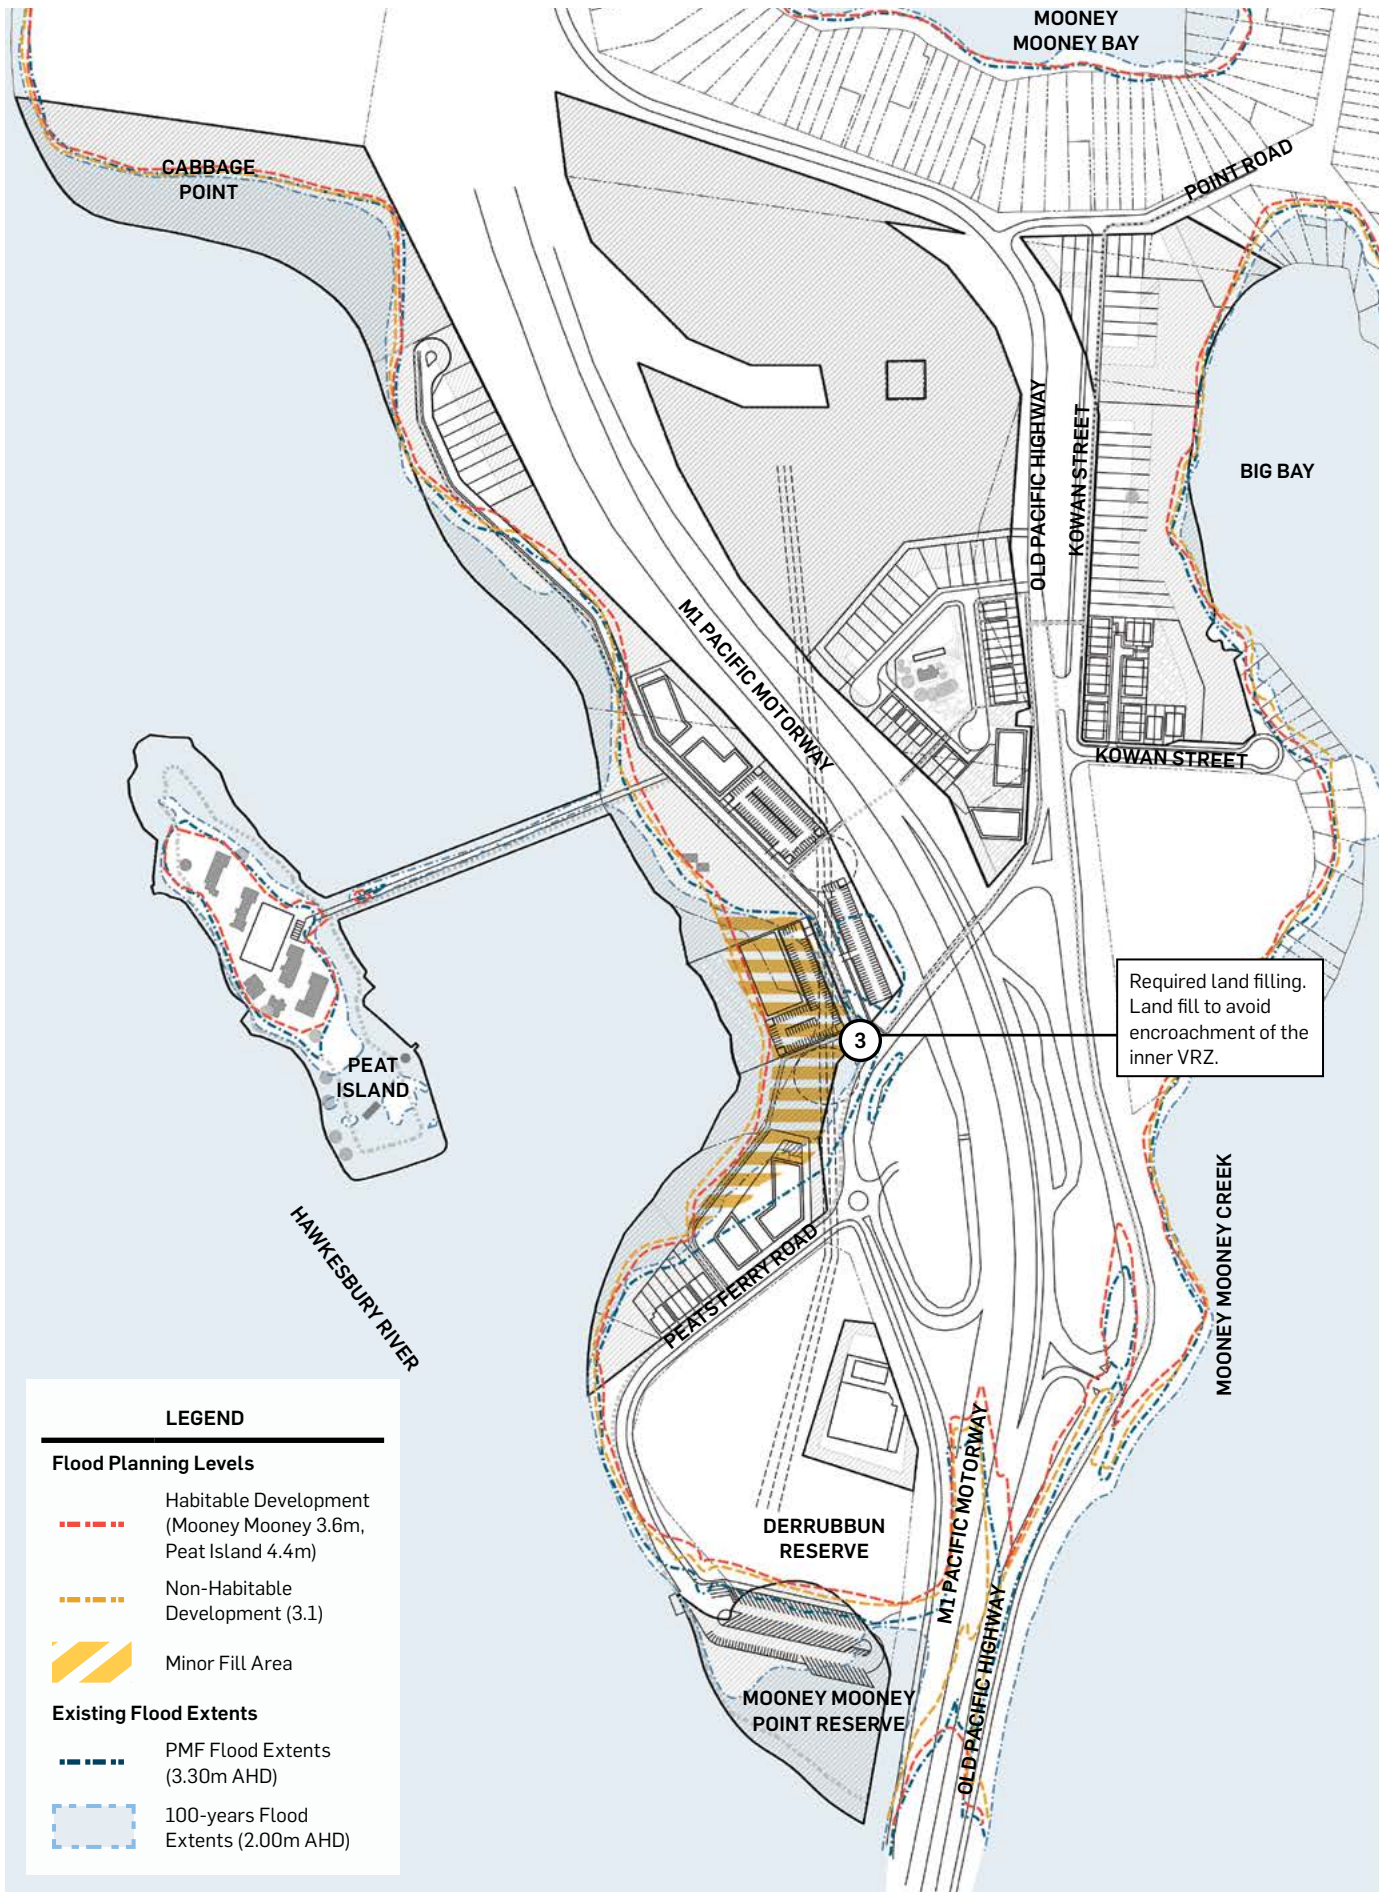 MOONEY
MOONEY BAY
CABBAGE
POINT
POINT ROAD
OLD PACIFIC HIGHWAY
KOWAN STREET
BIG BAY
M1 PACIFIC MOTORWAY
KOWAN STREET
Required land filling.
Land fill to avoid
encroachment of the
inner VRZ.
3
PEAT
ISLAND
HAWKESBURY RIVER
MOONEY MOONEY CREEK
PEATS FERRY ROAD
DERRUBBUN
RESERVE
M1 PACIFIC MOTORWAY
OLD PACIFIC HIGHWAY
MOONEY MOONEY
POINT RESERVE
LEGEND
Flood Planning Levels
Habitable Development
(Mooney Mooney 3.6m,
Peat Island 4.4m)
Non-Habitable
Development (3.1)
Minor Fill Area
Existing Flood Extents
PMF Flood Extents
(3.30m AHD)
100-years Flood
Extents (2.00m AHD)